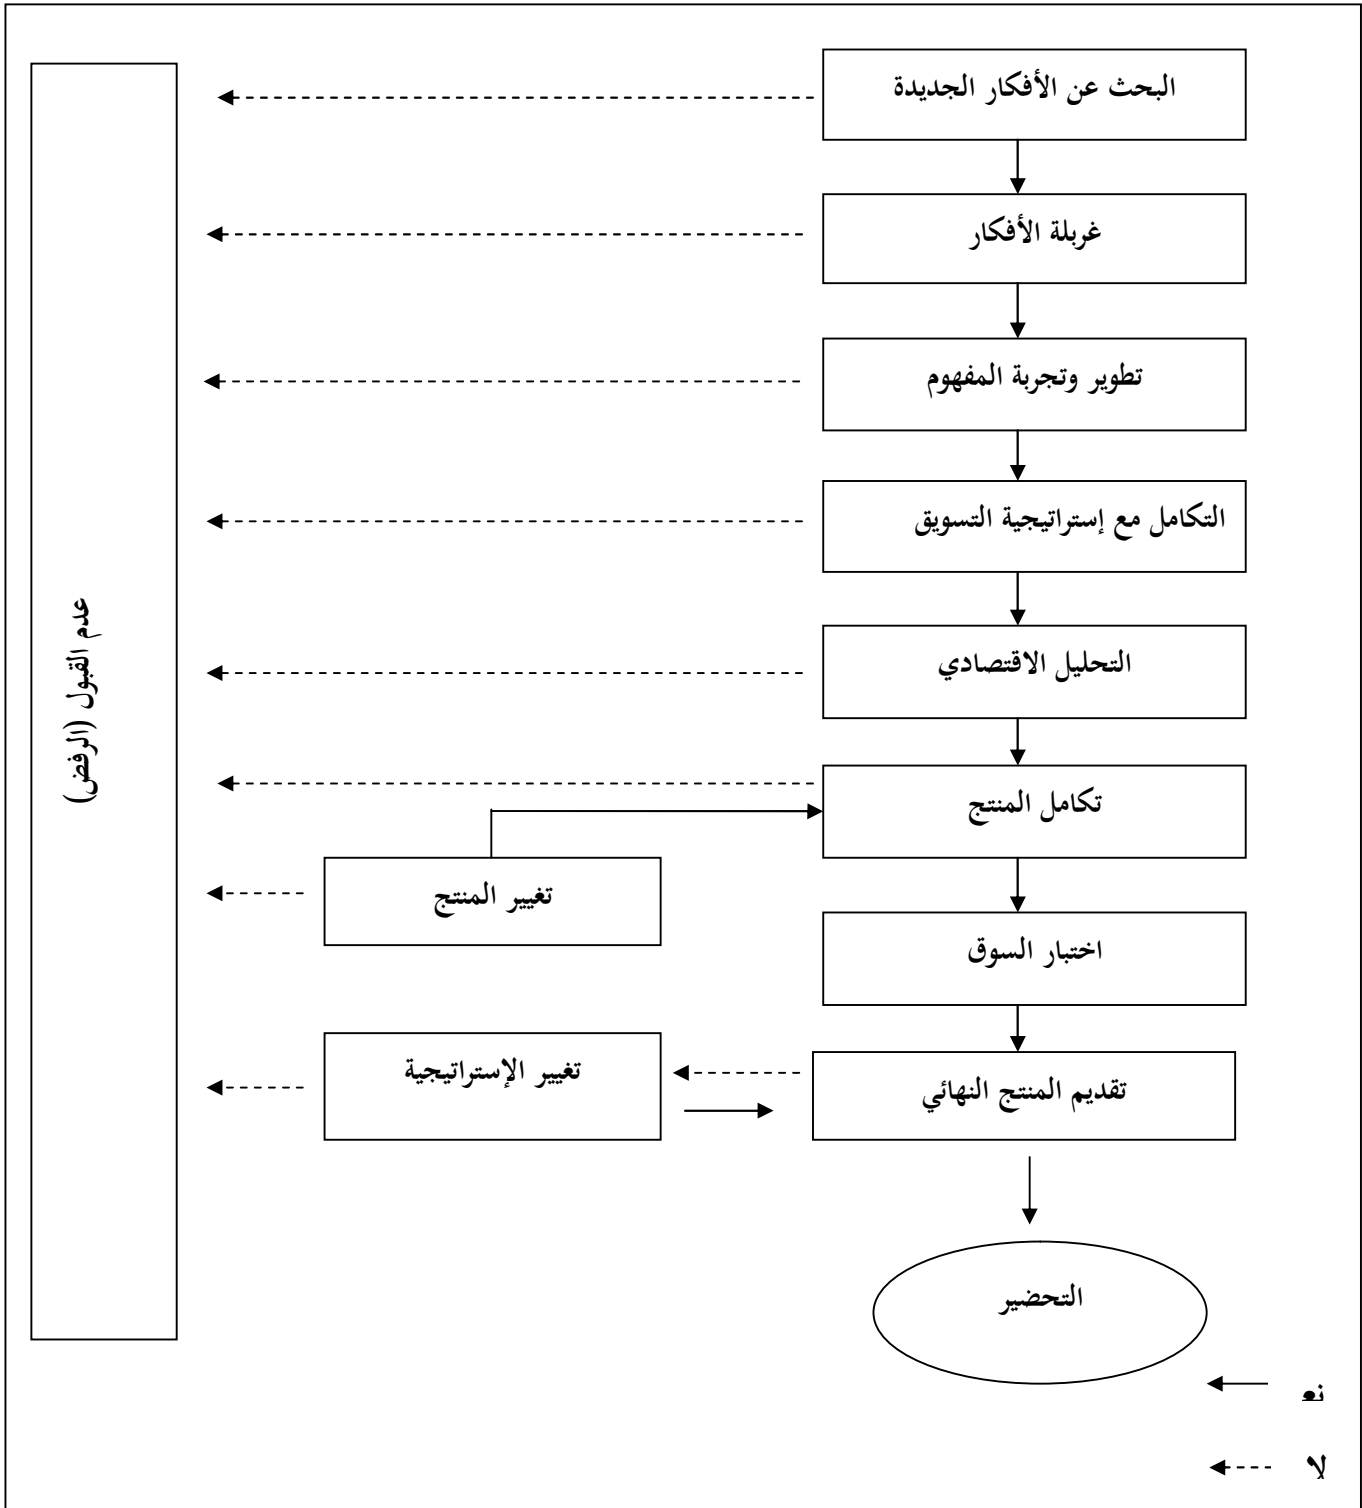 البحث عن الأفكار الجديدة
غربلة الأفكار
تطوير وتجربة المفهوم
التكامل مع إستراتيجية التسويق
التحليل الاقتصادي
تكامل المنتج
تغيير المنتج
اختبار السوق
تغيير الإستراتيجية
تقديم المنتج النهائي
التحضير
عدم القبول (الرفض)
نع
لا